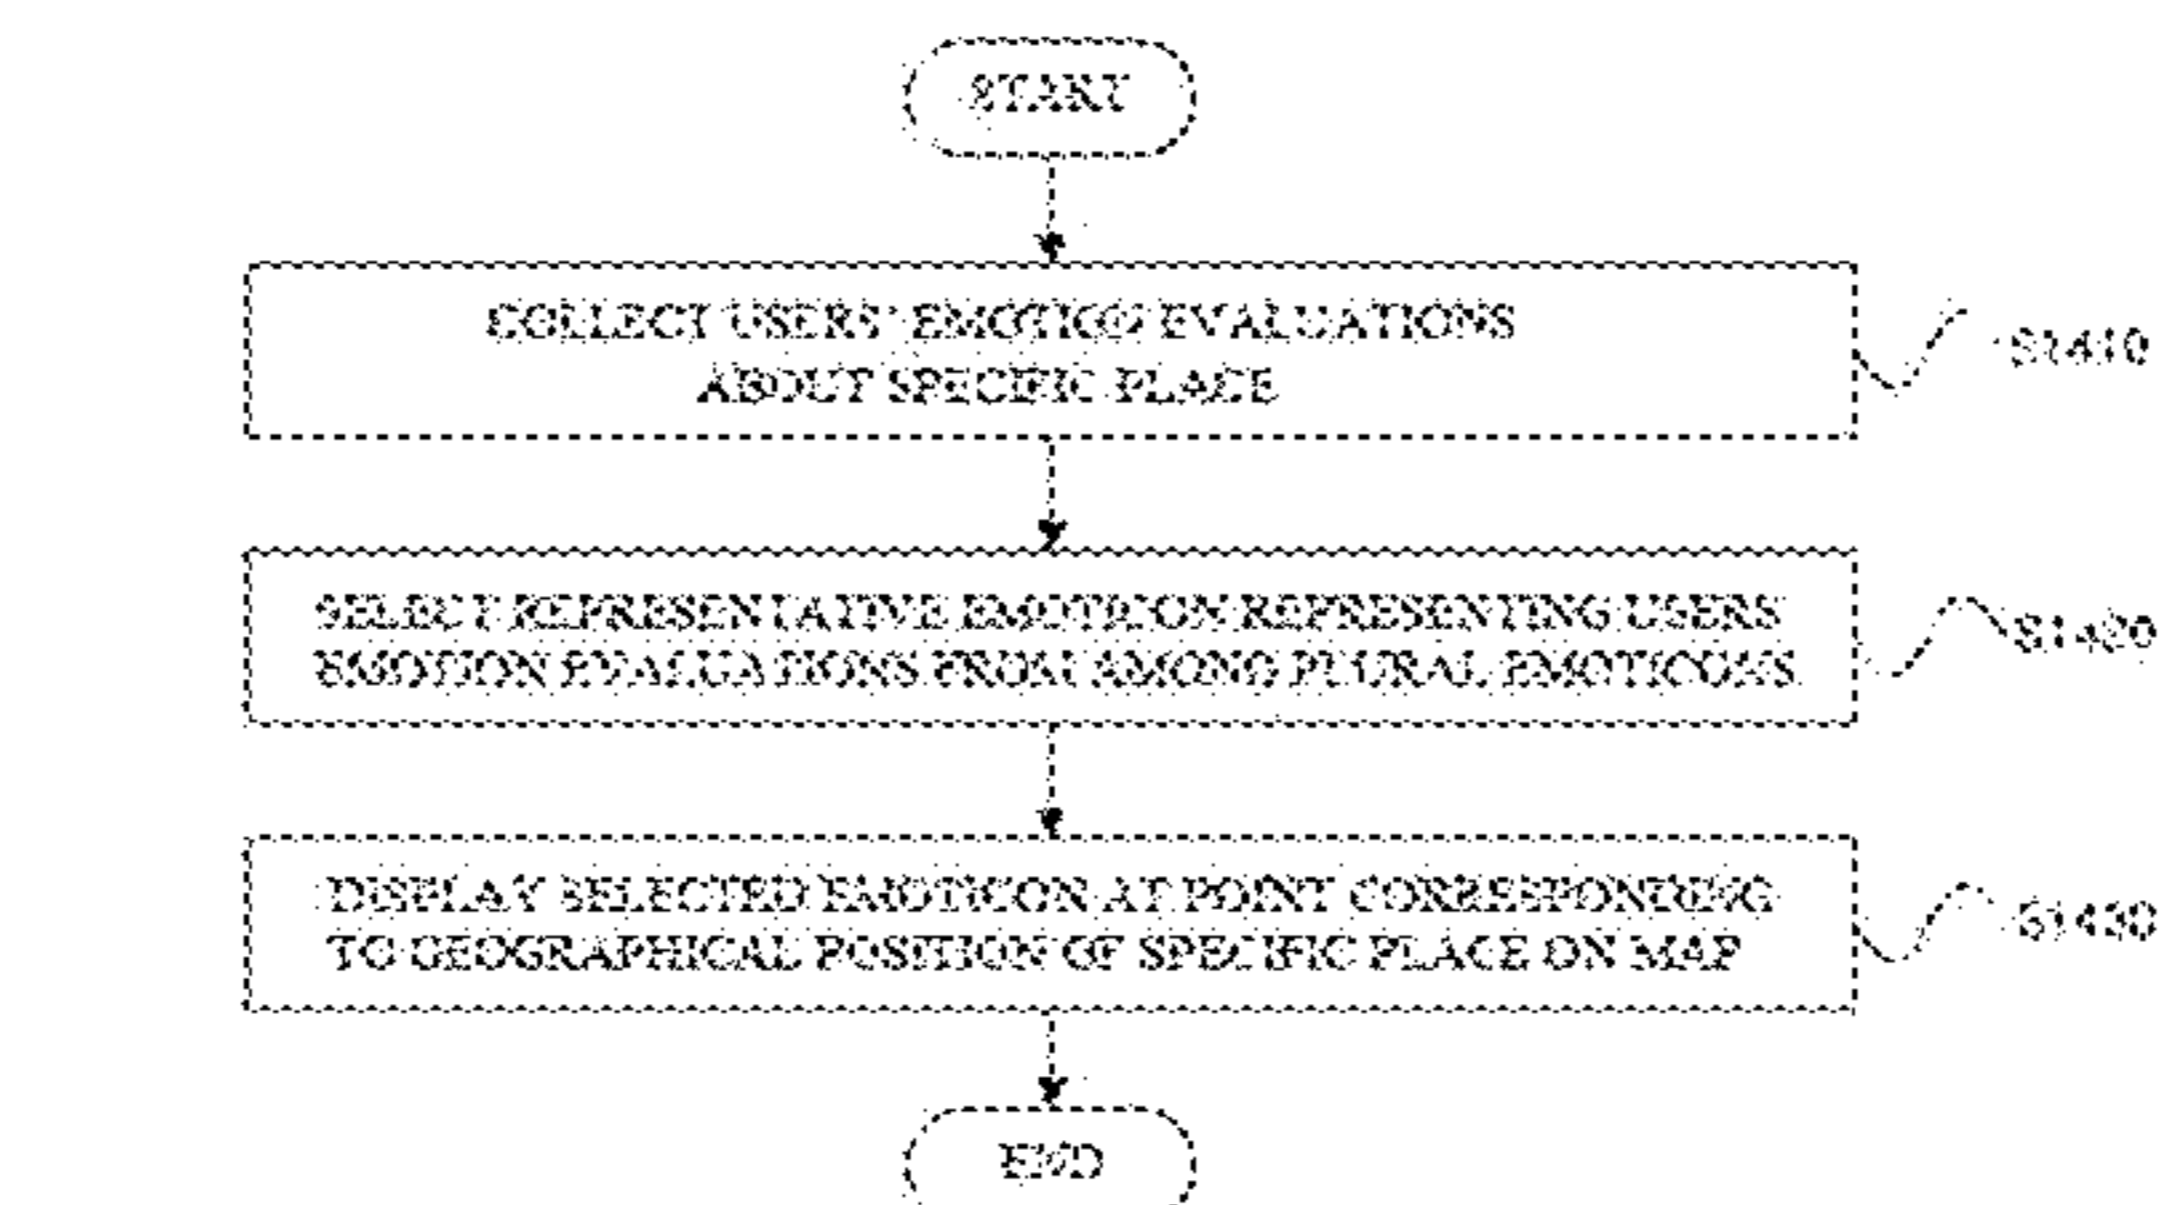 START
COLLECT USERS' EMOTION EVALUATIONS
ABOUT SPECIFIC PLACE
S1410
SELECT REPRESENTATIVE EMOTICON REPRESENTING USERS
EMOTION EVALUATIONS FROM AMONG PLURAL EMOTICONS
S1420
DISPLAY SELECTED EMOTICON AT POINT CORRESPONDING
TO GEOGRAPHICAL POSITION OF SPECIFIC PLACE ON MAP
S1430
END